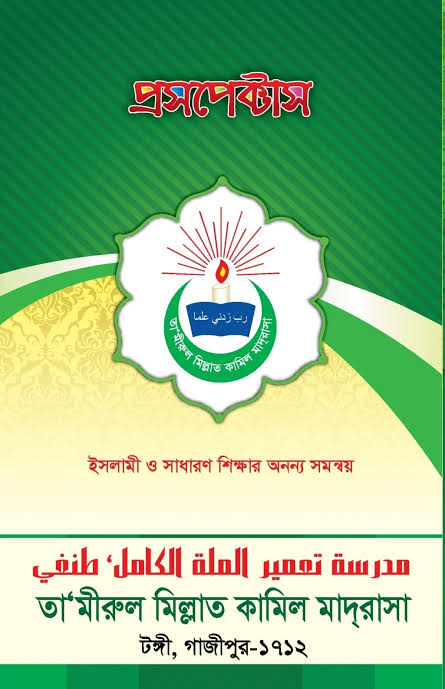 প্রসপেক্টাস
رب زدني علما
তা'মীরুল মিল্লাত কামিল মাদ্‌রাসা
ইসলামী ও সাধারণ শিক্ষার অনন্য সমন্বয়
مدرسة تعمير الملة الكامل، طنغي
তা‘মীরুল মিল্লাত কামিল মাদ্‌রাসা
টঙ্গী, গাজীপুর-১৭১২